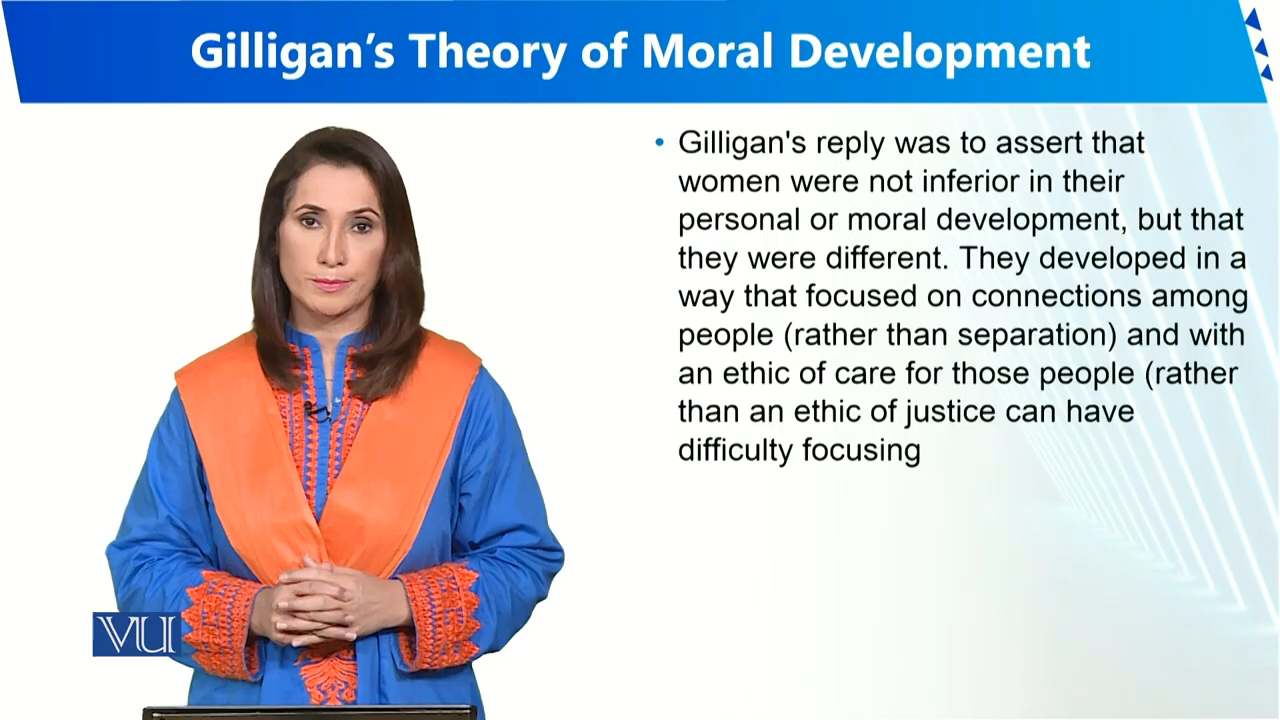 Gilligan's Theory of Moral Development
• Gilligan's reply was to assert that
women were not inferior in their
personal or moral development, but that
they were different. They developed in a
way that focused on connections among
people (rather than separation) and with
an ethic of care for those people (rather
than an ethic of justice can have
difficulty focusing
VU